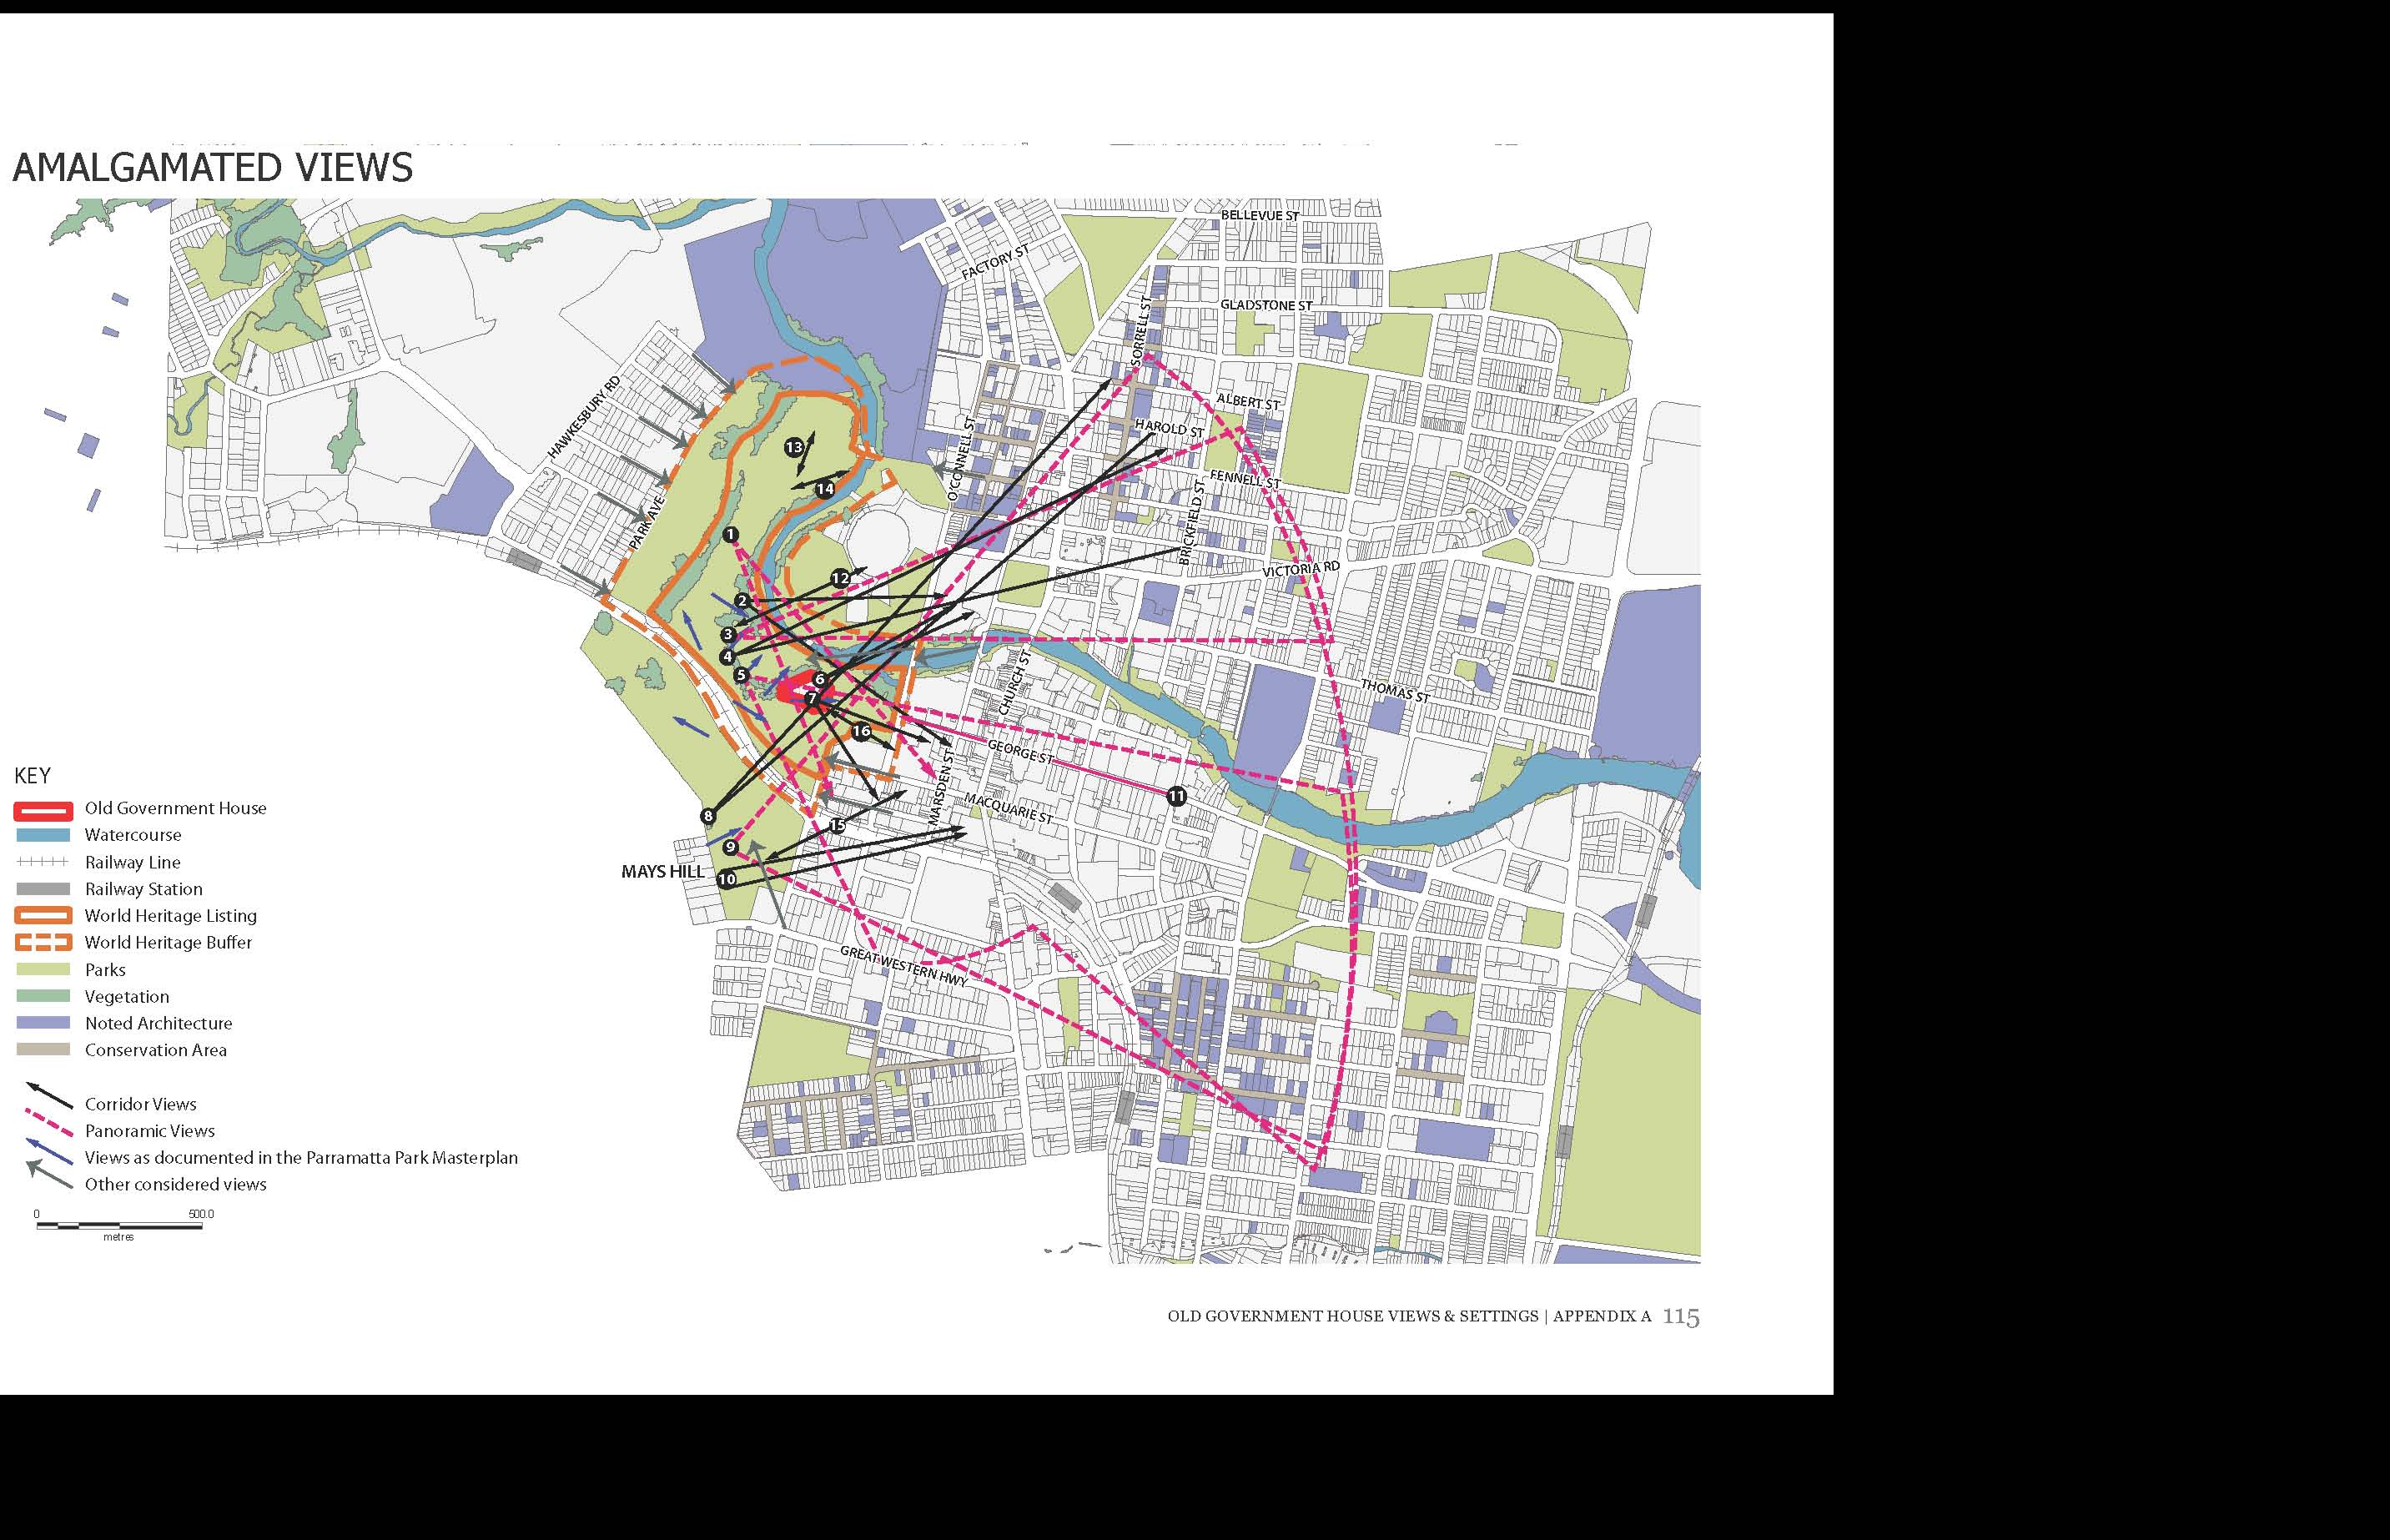 AMALGAMATED VIEWS
BELLEVUE ST
FACTORY ST
GLADSTONE ST
SORRELL ST
HAWKESBURY RD
ALBERT ST
HAROLD ST
O'CONNELL ST
FENNELL ST
BRICKFIELD ST
PARK AVE
VICTORIA RD
13
14
1
12
2
3
4
5
6
7
16
CHURCH ST
THOMAS ST
GEORGE ST
MARSDEN ST
11
MACQUARIE ST
8
15
9
MAYS HILL
10
GREAT WESTERN HWY
KEY
Old Government House
Watercourse
Railway Line
Railway Station
World Heritage Listing
World Heritage Buffer
Parks
Vegetation
Noted Architecture
Conservation Area
Corridor Views
Panoramic Views
Views as documented in the Parramatta Park Masterplan
Other considered views
0 500.0
metres
OLD GOVERNMENT HOUSE VIEWS & SETTINGS | APPENDIX A 115